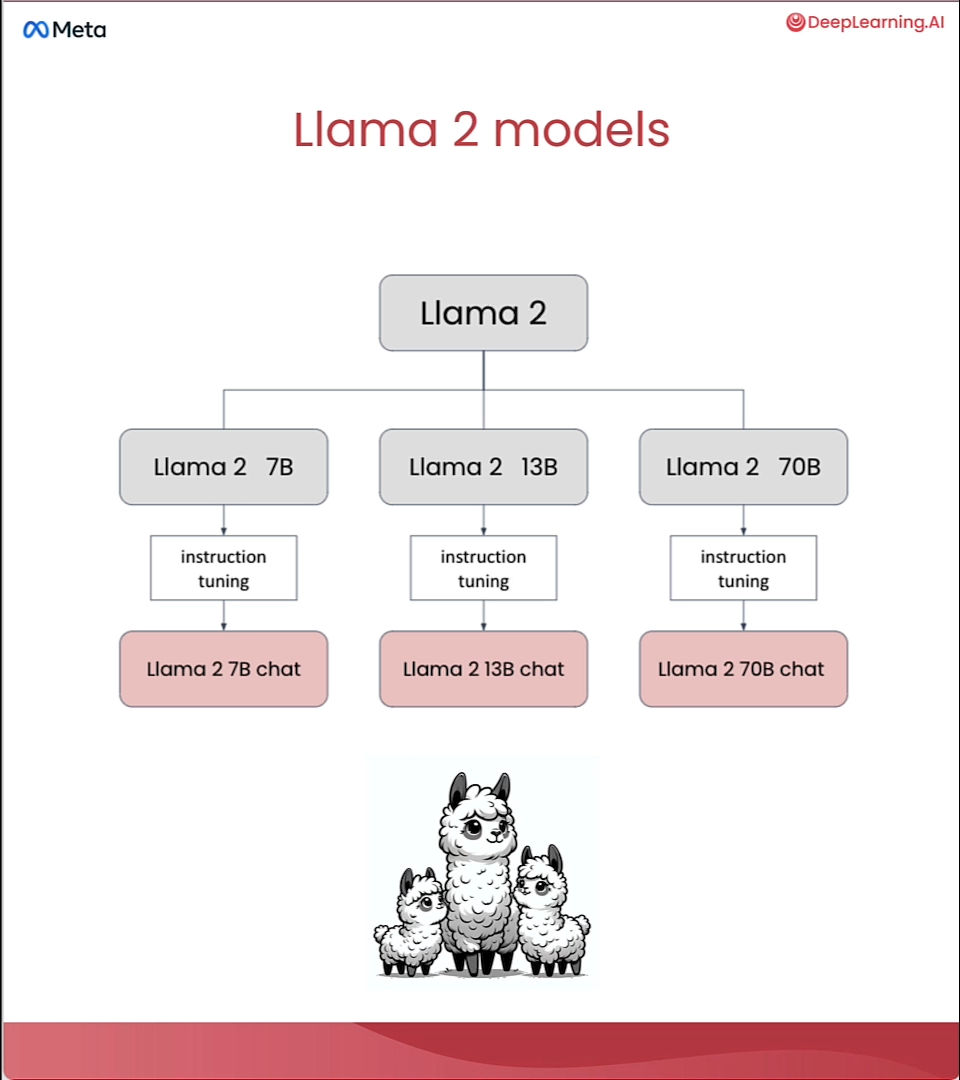 Meta
DeepLearning.AI
Llama 2 models
Llama 2
Llama 2 7B
Llama 2 13B
Llama 2 70B
instruction
tuning
instruction
tuning
instruction
tuning
Llama 2 7B chat
Llama 2 13B chat
Llama 2 70B chat